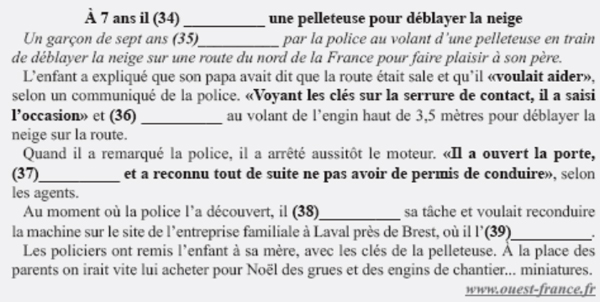 À 7 ans il (34) __________ une pelleteuse pour déblayer la neige
Un garçon de sept ans (35)__________ par la police au volant d’une pelleteuse en train
de déblayer la neige sur une route du nord de la France pour faire plaisir à son père.
L’enfant a expliqué que son papa avait dit que la route était sale et qu’il «voulait aider»,
selon un communiqué de la police. «Voyant les clés sur la serrure de contact, il a saisi
l’occasion» et (36) __________ au volant de l’engin haut de 3,5 mètres pour déblayer la
neige sur la route.
Quand il a remarqué la police, il a arrêté aussitôt le moteur. «Il a ouvert la porte,
(37)__________ et a reconnu tout de suite ne pas avoir de permis de conduire», selon
les agents.
Au moment où la police l’a découvert, il (38)__________ sa tâche et voulait reconduire
la machine sur le site de l’entreprise familiale à Laval près de Brest, où il l’(39)__________.
Les policiers ont remis l’enfant à sa mère, avec les clés de la pelleteuse. À la place des
parents on irait vite lui acheter pour Noël des grues et des engins de chantier... miniatures.
www.ouest-france.fr